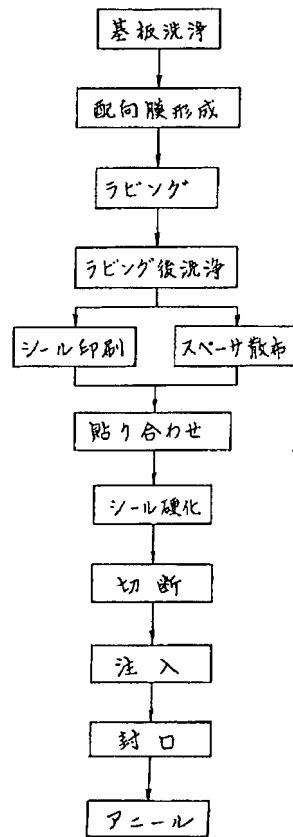 基板洗浄
配向膜形成
ラビング
ラビング後洗浄
シール印刷
スペーサ散布
貼り合わせ
シール硬化
切断
注入
封口
アニール